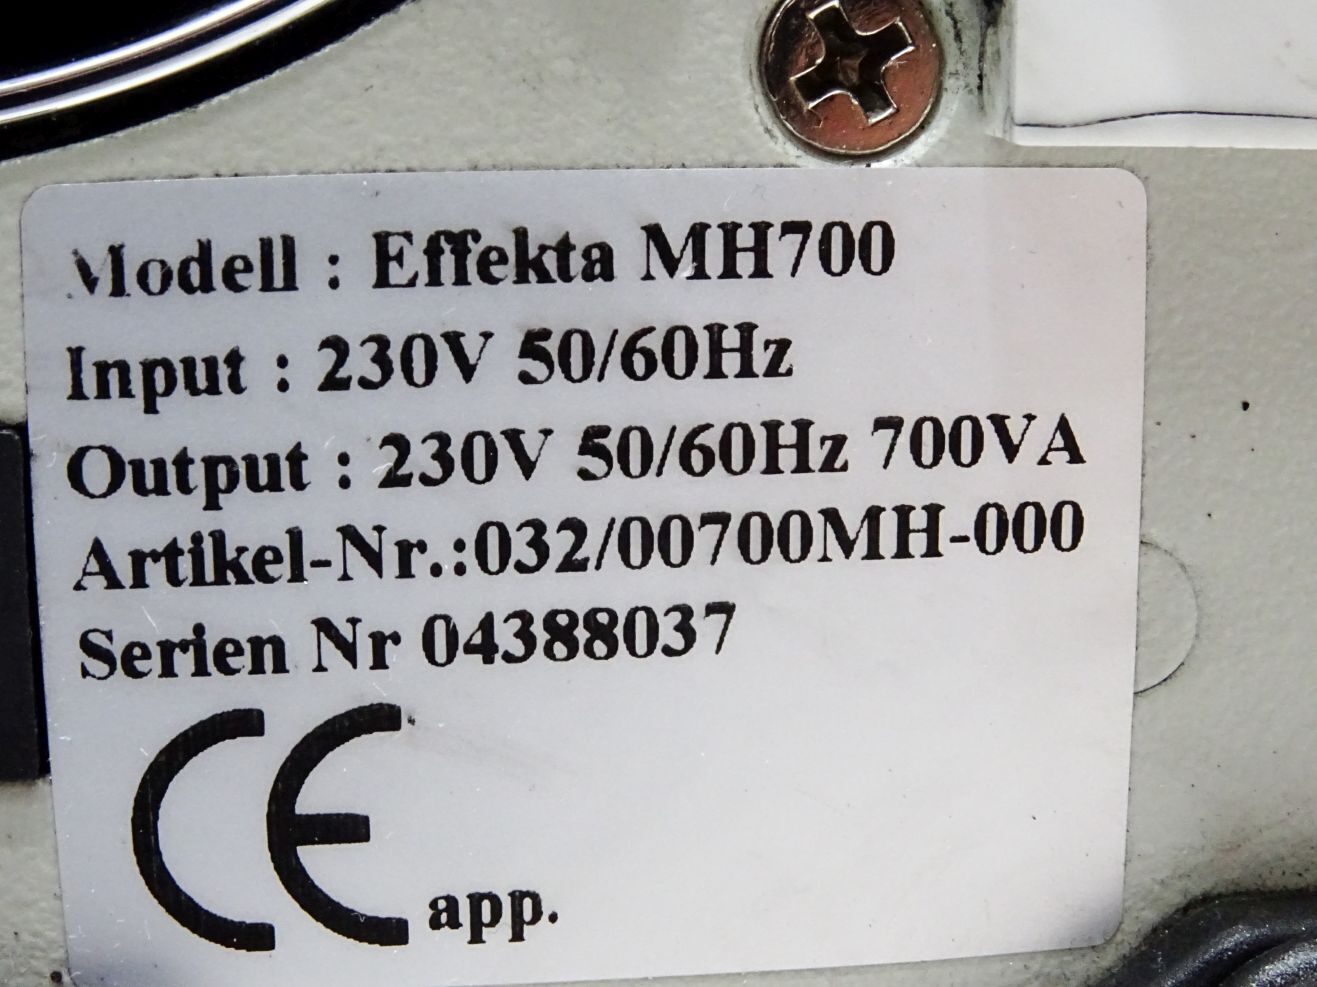 Modell : Effekta MH700
Input : 230V 50/60Hz
Output : 230V 50/60Hz 700VA
Artikel-Nr.:032/00700MH-000
Serien Nr 04388037
CE app.